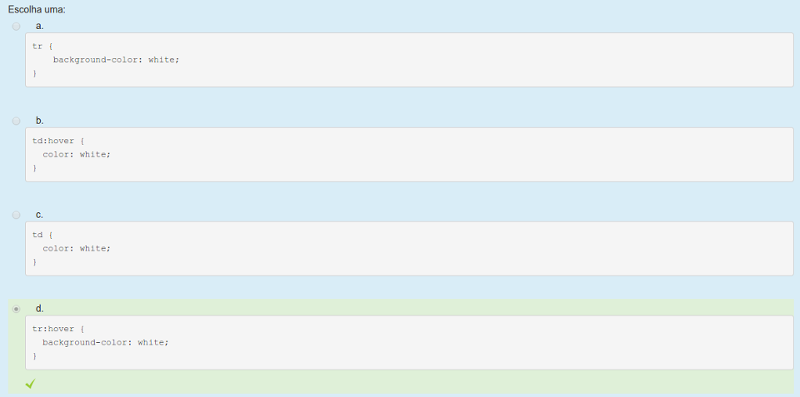 Escolha uma:
a.
tr {
    background-color: white;
}
b.
td:hover {
  color: white;
}
c.
td {
  color: white;
}
d.
tr:hover {
  background-color: white;
}